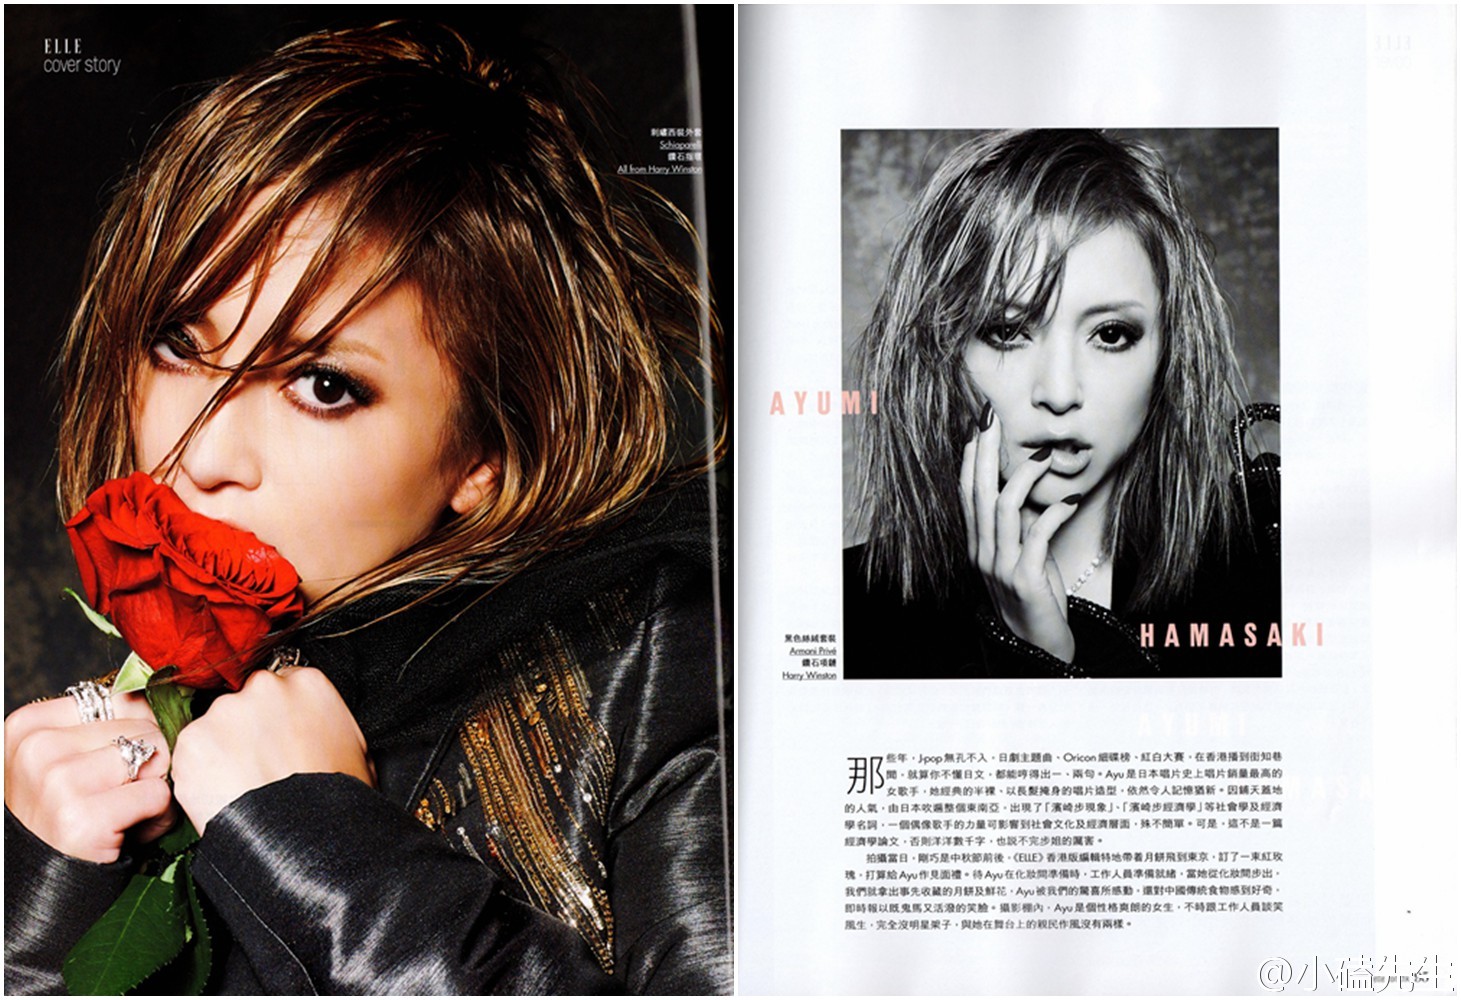 ELLE
cover story
刺繡西裝外套
Schiaparelli
鑽石指環
All from Harry Winston
AYUMI
HAMASAKI
黑色絲絨套裝
Armani Privé
鑽石項鏈
Harry Winston
那些年，J-pop無孔不入，日劇主題曲、Oricon細碟榜、紅白大賽，在香港播到街知巷
聞，就算你不懂日文，都能哼得出一、兩句。Ayu是日本唱片史上唱片銷量最高的
女歌手，她經典的半裸、以長髮掩身的唱片造型，依然令人記憶猶新。因鋪天蓋地
的人氣，由日本吹遍整個東南亞，出現了「濱崎步現象」、「濱崎步經濟學」等社會學及經濟
學名詞，一個偶像歌手的力量可影響到社會文化及經濟層面，殊不簡單。可是，這不是一篇
經濟學論文，否則洋洋數千字，也說不完步姐的厲害。
拍攝當日，剛巧是中秋節前後，《ELLE》香港版編輯特地帶着月餅飛到東京，訂了一束紅玫
瑰，打算給Ayu作見面禮。待Ayu在化妝間準備時，工作人員準備就緒，當她從化妝間步出，
我們就拿出事先收藏的月餅及鮮花，Ayu被我們的驚喜所感動，還對中國傳統食物感到好奇，
即時報以既鬼馬又活潑的笑臉。攝影棚內，Ayu是個性格爽朗的女生，不時跟工作人員談笑
風生，完全沒明星架子，與她在舞台上的親民作風沒有兩樣。
@小磕先生